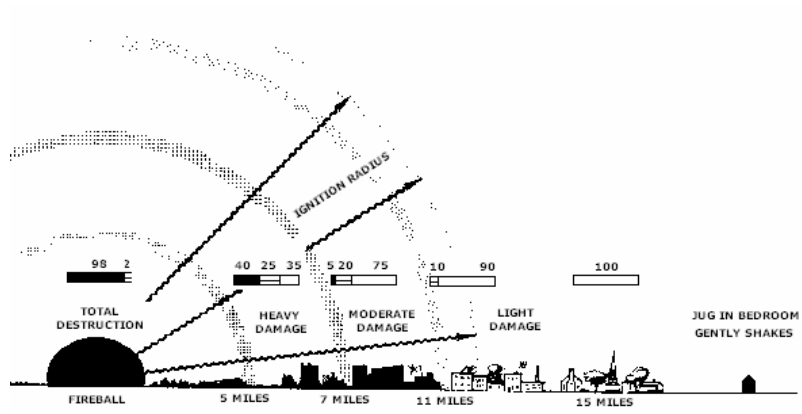 IGNITION RADIUS
98 2
40 25 35
5 20 75
10 90
100
TOTAL
DESTRUCTION
HEAVY
DAMAGE
MODERATE
DAMAGE
LIGHT
DAMAGE
JUG IN BEDROOM
GENTLY SHAKES
FIREBALL
5 MILES
7 MILES
11 MILES
15 MILES